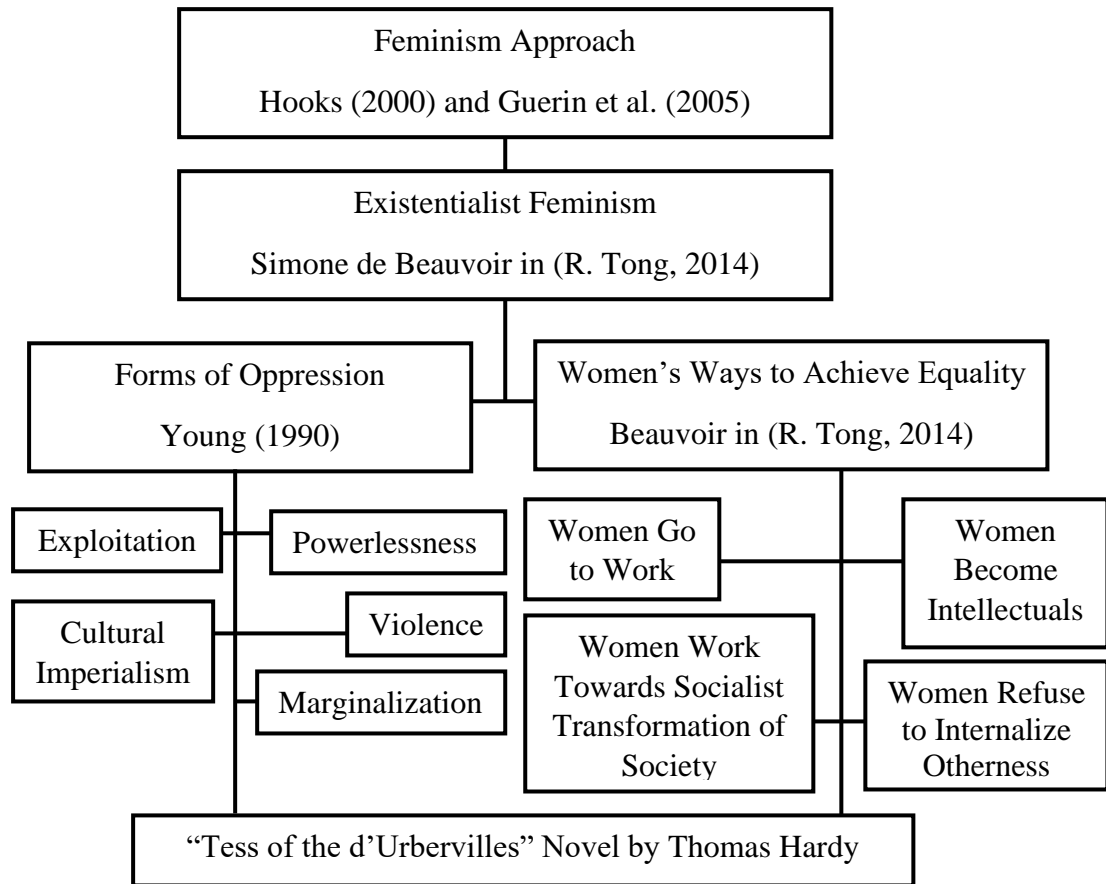 Feminism Approach
Hooks (2000) and Guerin et al. (2005)
Existentialist Feminism
Simone de Beauvoir in (R. Tong, 2014)
Forms of Oppression
Young (1990)
Women’s Ways to Achieve Equality
Beauvoir in (R. Tong, 2014)
Exploitation
Powerlessness
Cultural
Imperialism
Violence
Marginalization
Women Go
to Work
Women
Become
Intellectuals
Women Work
Towards Socialist
Transformation of
Society
Women Refuse
to Internalize
Otherness
“Tess of the d’Urbervilles” Novel by Thomas Hardy